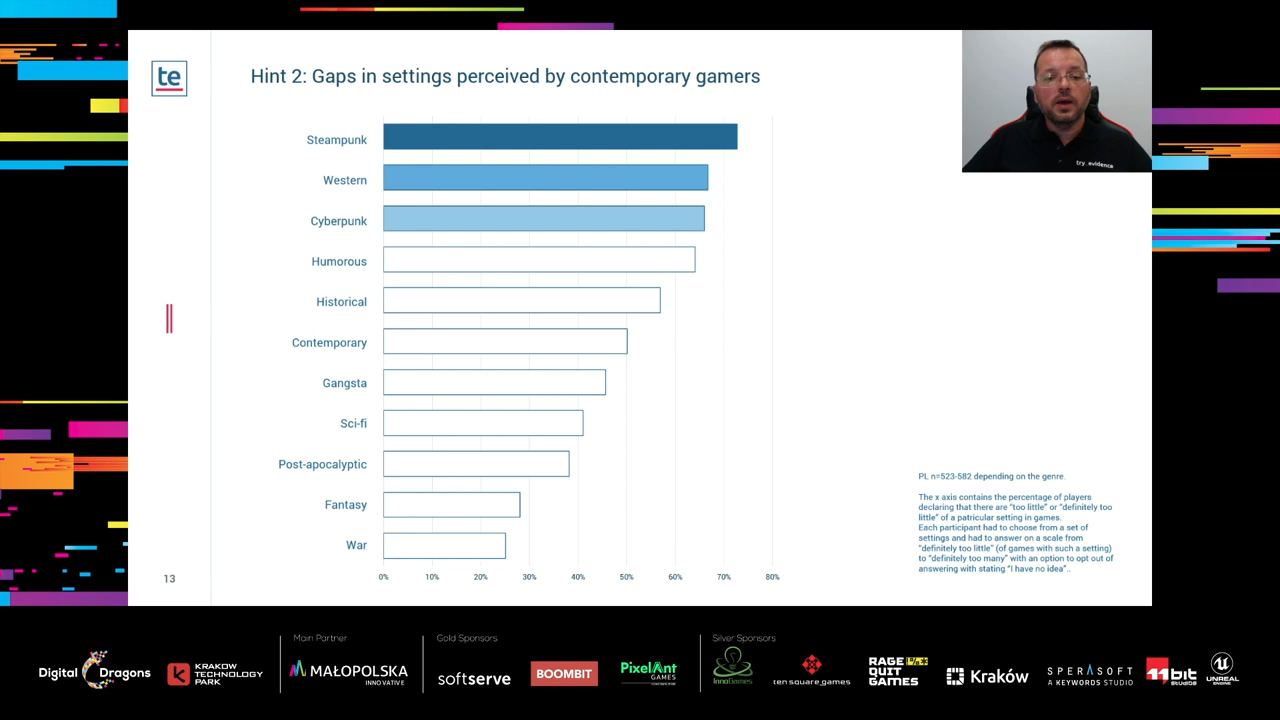 te
Hint 2: Gaps in settings perceived by contemporary gamers
try evidence
Steampunk
Western
Cyberpunk
Humorous
Historical
Contemporary
Gangsta
Sci-fi
Post-apocalyptic
Fantasy
War
0% 10% 20% 30% 40% 50% 60% 70% 80%
PL n=523-582 depending on the genre.
The x axis contains the percentage of players
declaring that there are “too little” or “definitely too
little” of a patricular setting in games.
Each participant had to choose from a set of
settings and had to answer on a scale from
“definitely too little” (of games with such a setting)
to “definitely too many” with an option to opt out of
answering with stating “I have no idea”..
13
Main Partner
Gold Sponsors
Silver Sponsors
Digital Dragons
KRAKOW
TECHNOLOGY
PARK
MAŁOPOLSKA
INNOVATIVE
softserve
BOOMBIT
PixelAnt
GAMES
InnoGames
ten square games
RAGE
QUIT
GAMES
Kraków
SPERASOFT
A KEYWORDS STUDIO
11bit
STUDIOS
UNREAL
ENGINE